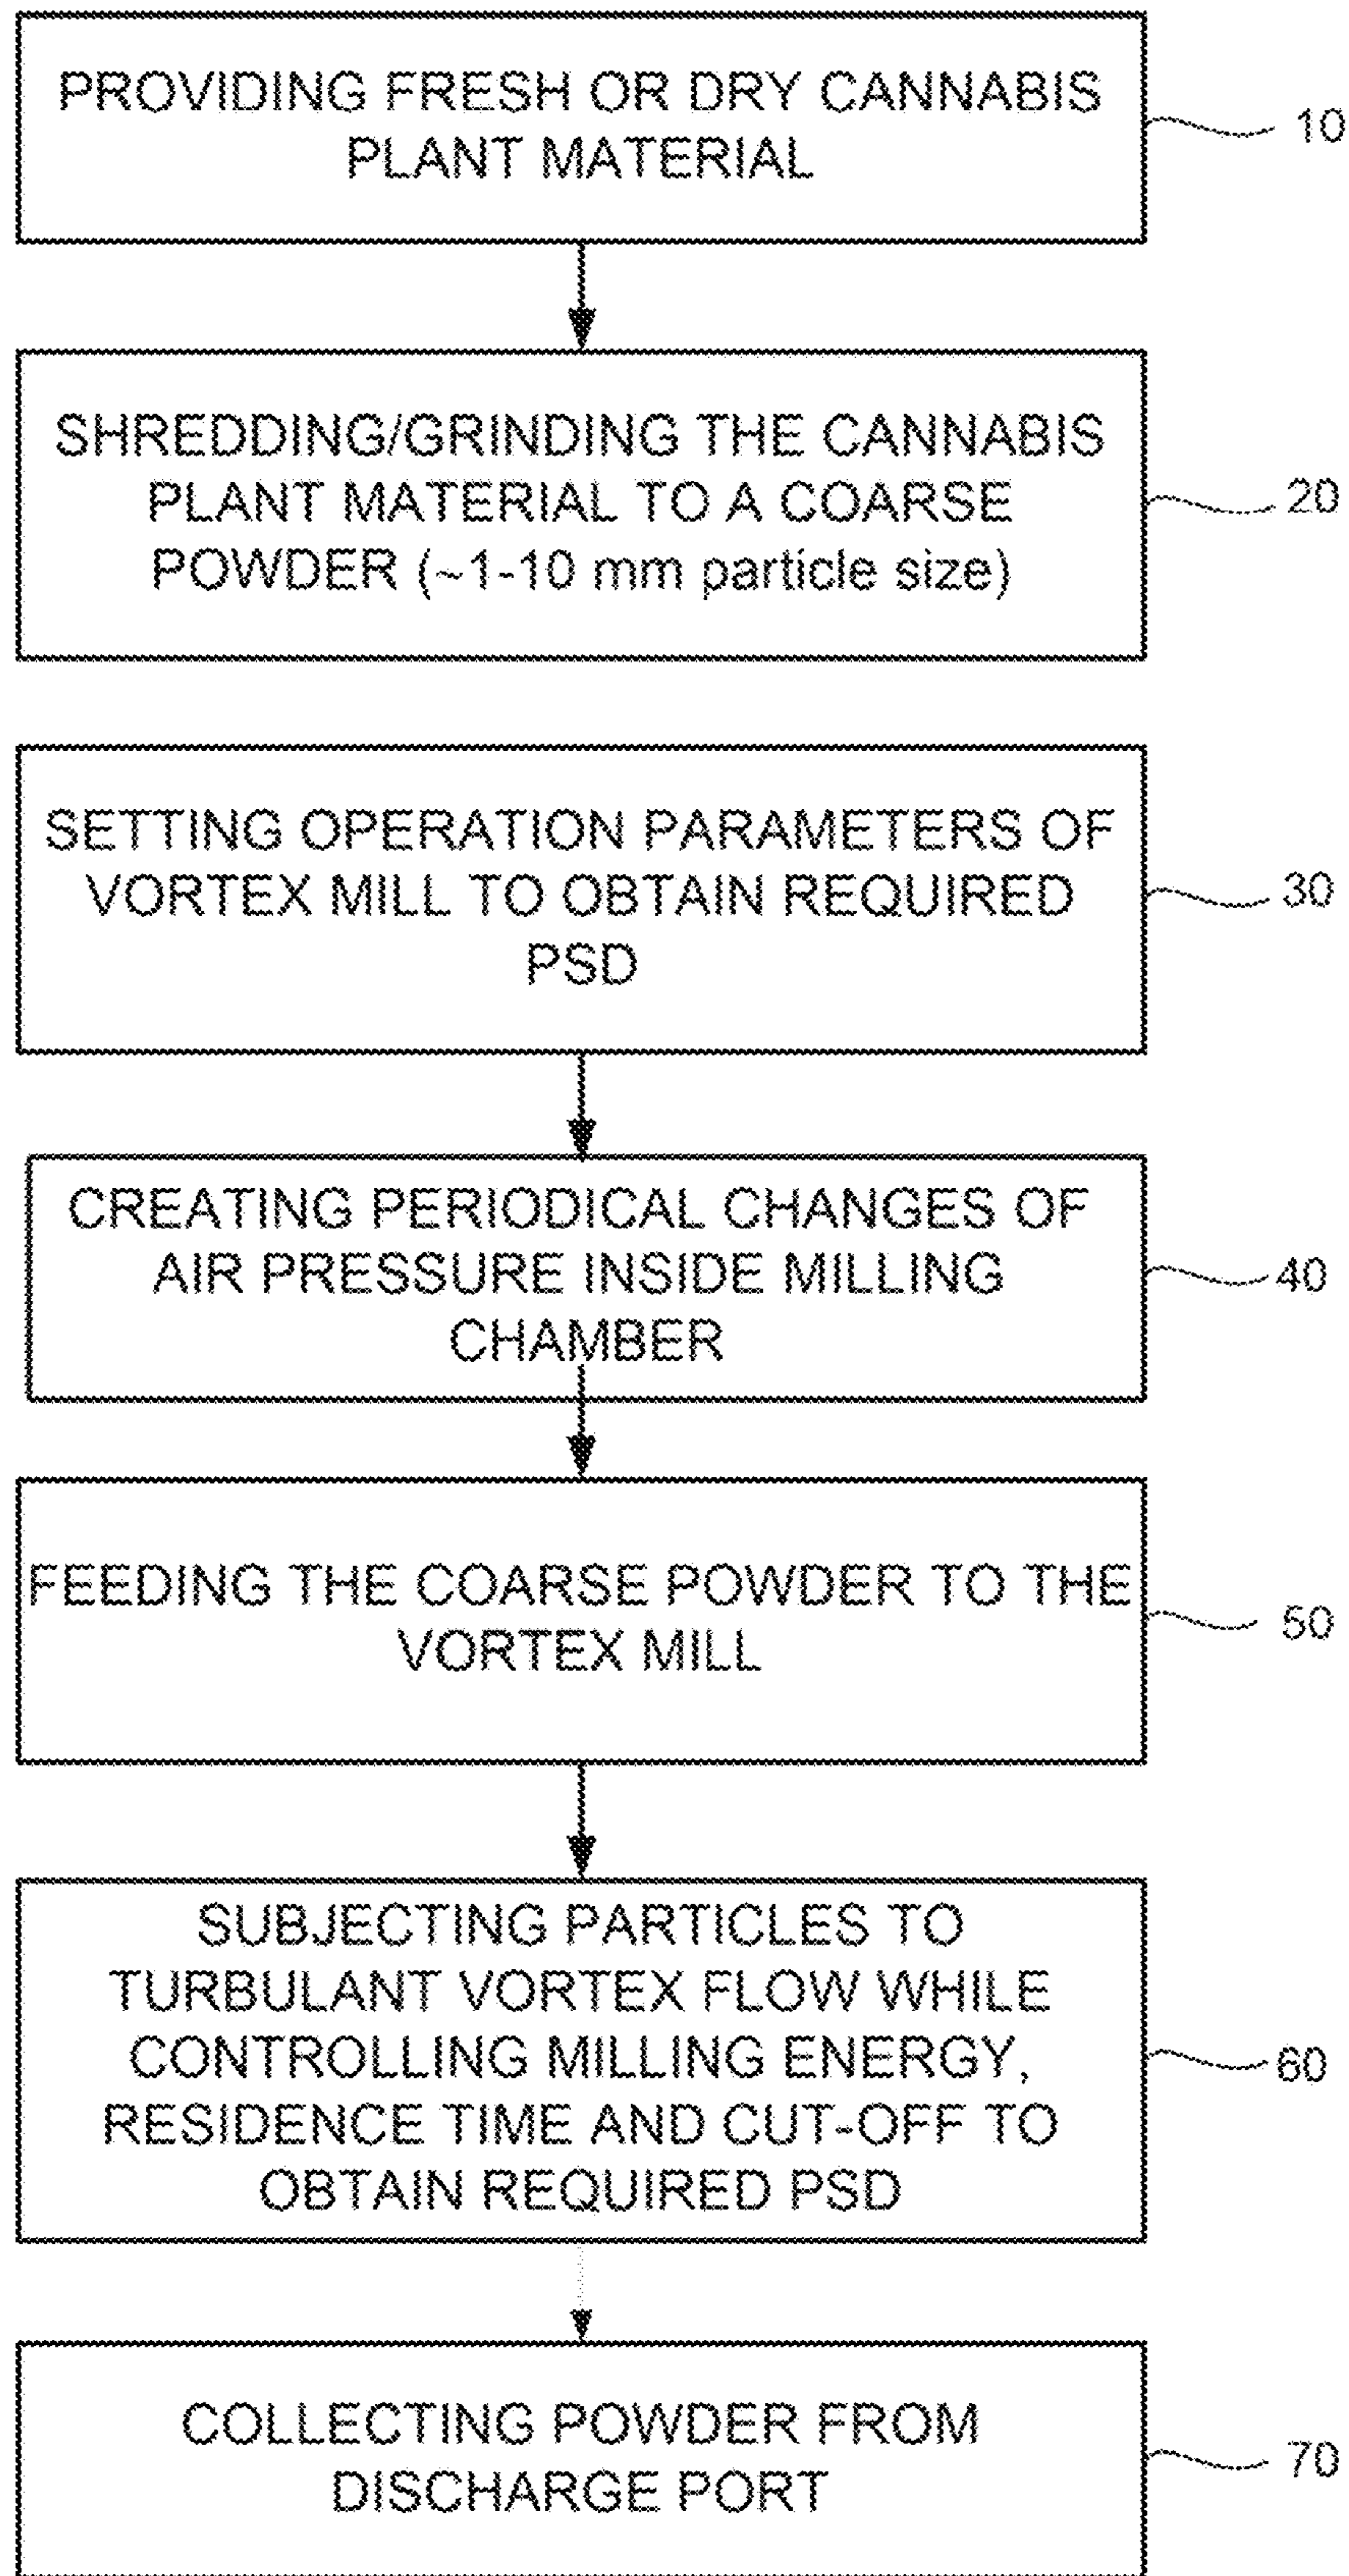 PROVIDING FRESH OR DRY CANNABIS
PLANT MATERIAL
10
SHREDDING/GRINDING THE CANNABIS
PLANT MATERIAL TO A COARSE
POWDER (~1-10 mm particle size)
20
SETTING OPERATION PARAMETERS OF
VORTEX MILL TO OBTAIN REQUIRED
PSD
30
CREATING PERIODICAL CHANGES OF
AIR PRESSURE INSIDE MILLING
CHAMBER
40
FEEDING THE COARSE POWDER TO THE
VORTEX MILL
50
SUBJECTING PARTICLES TO
TURBULANT VORTEX FLOW WHILE
CONTROLLING MILLING ENERGY,
RESIDENCE TIME AND CUT-OFF TO
OBTAIN REQUIRED PSD
60
COLLECTING POWDER FROM
DISCHARGE PORT
70